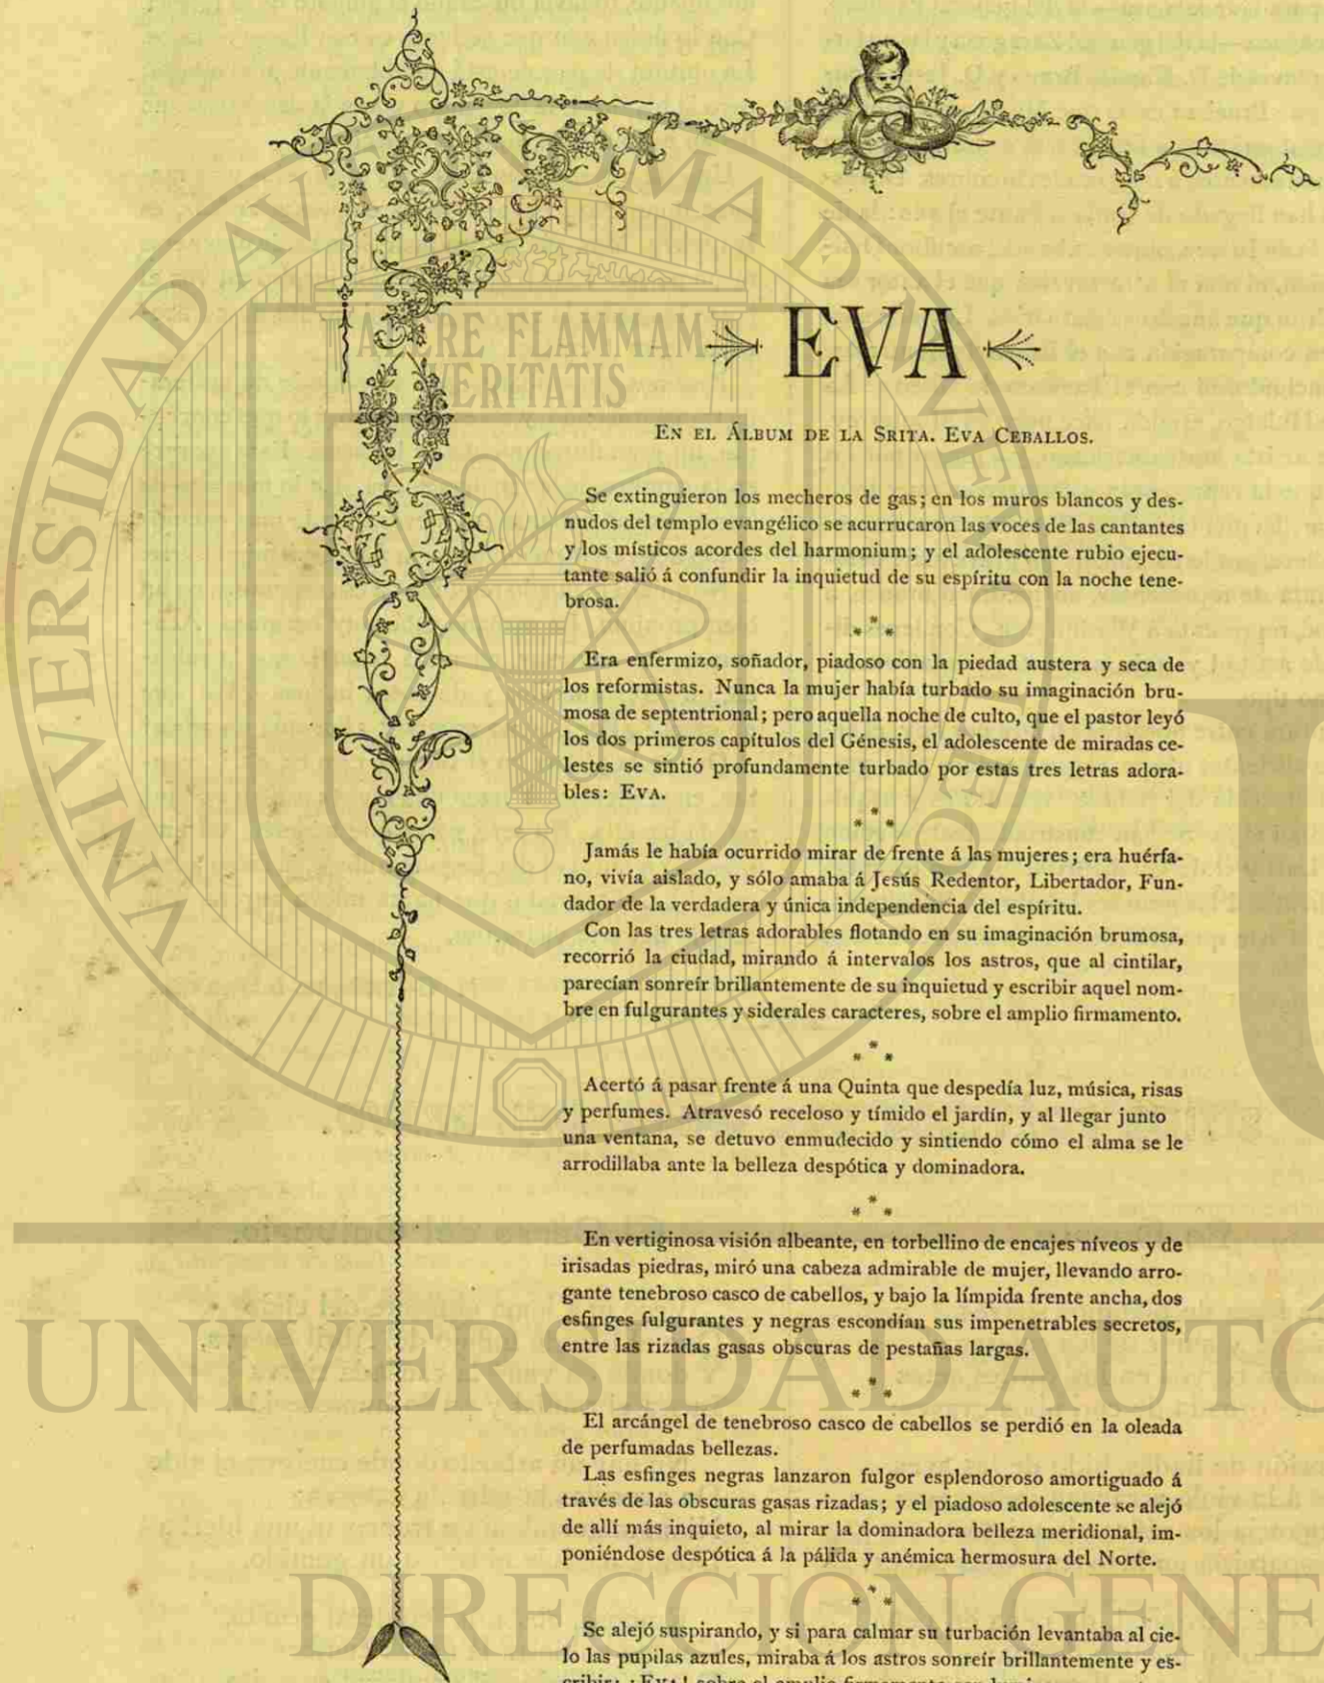 EVA
EN EL ÁLBUM DE LA SRITA. EVA CEBALLOS.
Se extinguieron los mecheros de gas; en los muros blancos y des-
nudos del templo evangélico se acurrucaron las voces de las cantantes
y los místicos acordes del harmonium; y el adolescente rubio ejecu-
tante salió á confundir la inquietud de su espíritu con la noche tene-
brosa.
* * *
Era enfermizo, soñador, piadoso con la piedad austera y seca de
los reformistas. Nunca la mujer había turbado su imaginación bru-
mosa de septentrional; pero aquella noche de culto, que el pastor leyó
los dos primeros capítulos del Génesis, el adolescente de miradas ce-
lestes se sintió profundamente turbado por estas tres letras adora-
bles: EVA.
* * *
Jamás le había ocurrido mirar de frente á las mujeres; era huérfa-
no, vivía aislado, y sólo amaba á Jesús Redentor, Libertador, Fun-
dador de la verdadera y única independencia del espíritu.
Con las tres letras adorables flotando en su imaginación brumosa,
recorrió la ciudad, mirando á intervalos los astros, que al cintilar,
parecían sonreír brillantemente de su inquietud y escribir aquel nom-
bre en fulgurantes y siderales caracteres, sobre el amplio firmamento.
* * *
Acertó á pasar frente á una Quinta que despedía luz, música, risas
y perfumes. Atravesó receloso y tímido el jardín, y al llegar junto
una ventana, se detuvo enmudecido y sintiendo cómo el alma se le
arrodillaba ante la belleza despótica y dominadora.
* * *
En vertiginosa visión albeante, en torbellino de encajes níveos y de
irisadas piedras, miró una cabeza admirable de mujer, llevando arro-
gante tenebroso casco de cabellos, y bajo la límpida frente ancha, dos
esfinges fulgurantes y negras escondían sus impenetrables secretos,
entre las rizadas gasas obscuras de pestañas largas.
* * *
El arcángel de tenebroso casco de cabellos se perdió en la oleada
de perfumadas bellezas.
Las esfinges negras lanzaron fulgor esplendoroso amortiguado á
través de las obscuras gasas rizadas; y el piadoso adolescente se alejó
de allí más inquieto, al mirar la dominadora belleza meridional, im-
poniéndose despótica á la pálida y anémica hermosura del Norte.
* * *
Se alejó suspirando, y si para calmar su turbación levantaba al cie-
lo las pupilas azules, miraba á los astros sonreír brillantemente y es-
cribir: ¡EVA! sobre el amplio firmamento con
UNIVERSIDAD AUTÓ
DIRECCIÓN GENE
ALERE FLAMMAM
VERITATIS